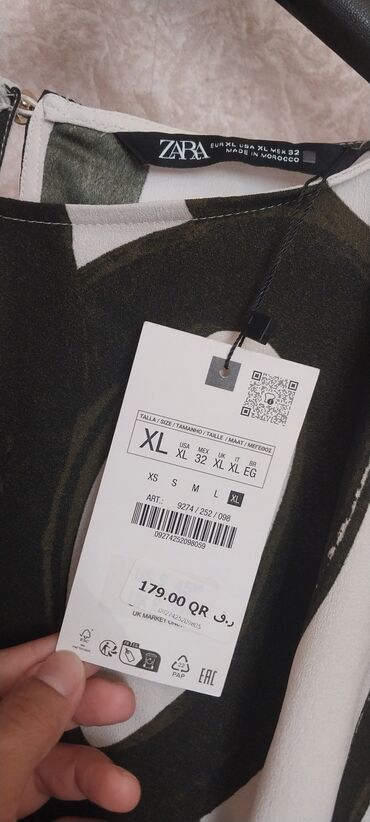 ZARA EUR XL USA XL MEX 32
MADE IN MOROCCO
TALLA / SIZE / TAMANHO / TAILLE / MAAT / ΜΕΓΕΘΟΣ
XL
USA XL
MEX 32
UK XL
IT XL
BR EG
XS S M L XL
ART.: 9274 / 252 / 098
09274252098059
179.00 QR ر.ق
UK MARKET
FSC
22
PAP
EAC